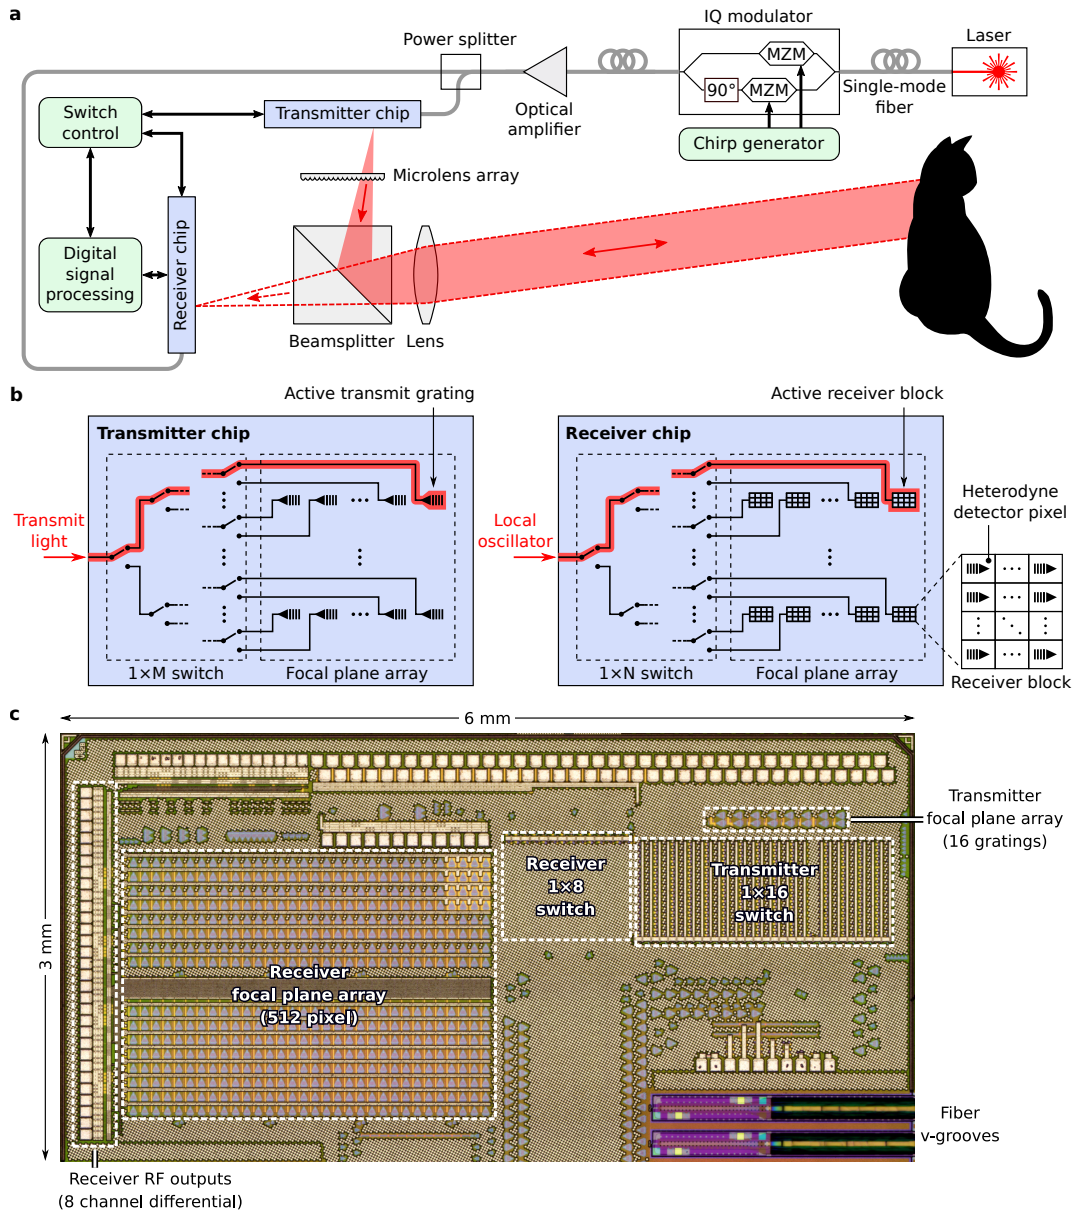 a
IQ modulator
Power splitter
Laser
MZM
90°
MZM
Single-mode
fiber
Optical
amplifier
Switch
control
Transmitter chip
Chirp generator
Microlens array
Receiver chip
Digital
signal
processing
Beamsplitter
Lens
b
Active transmit grating
Active receiver block
Transmitter chip
Receiver chip
Heterodyne
detector pixel
Transmit
light
Local
oscillator
1×M switch
Focal plane array
1×N switch
Focal plane array
Receiver block
c
6 mm
3 mm
Transmitter
focal plane array
(16 gratings)
Receiver
1×8
switch
Transmitter
1×16
switch
Receiver
focal plane array
(512 pixel)
Fiber
v-grooves
Receiver RF outputs
(8 channel differential)